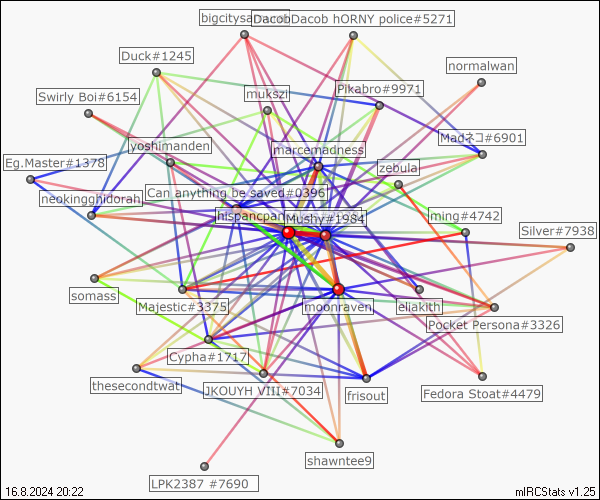 bigcitysa
DacobDacob hORNY police#5271
Duck#1245
normalwan
mukszi
Pikabro#9971
Swirly Boi#6154
Madネコ#6901
yoshimanden
marcemadness
Eg.Master#1378
zebula
Can anything be saved#0396
neokingghidorah
hispancpan
Mushy#1984
ming#4742
Silver#7938
somass
Majestic#3375
moonraven
eliakith
Pocket Persona#3326
Cypha#1717
thesecondtwat
JKOUYH VIII#7034
frisout
Fedora Stoat#4479
shawntee9
LPK2387 #7690
16.8.2024 20:22
mIRCStats v1.25